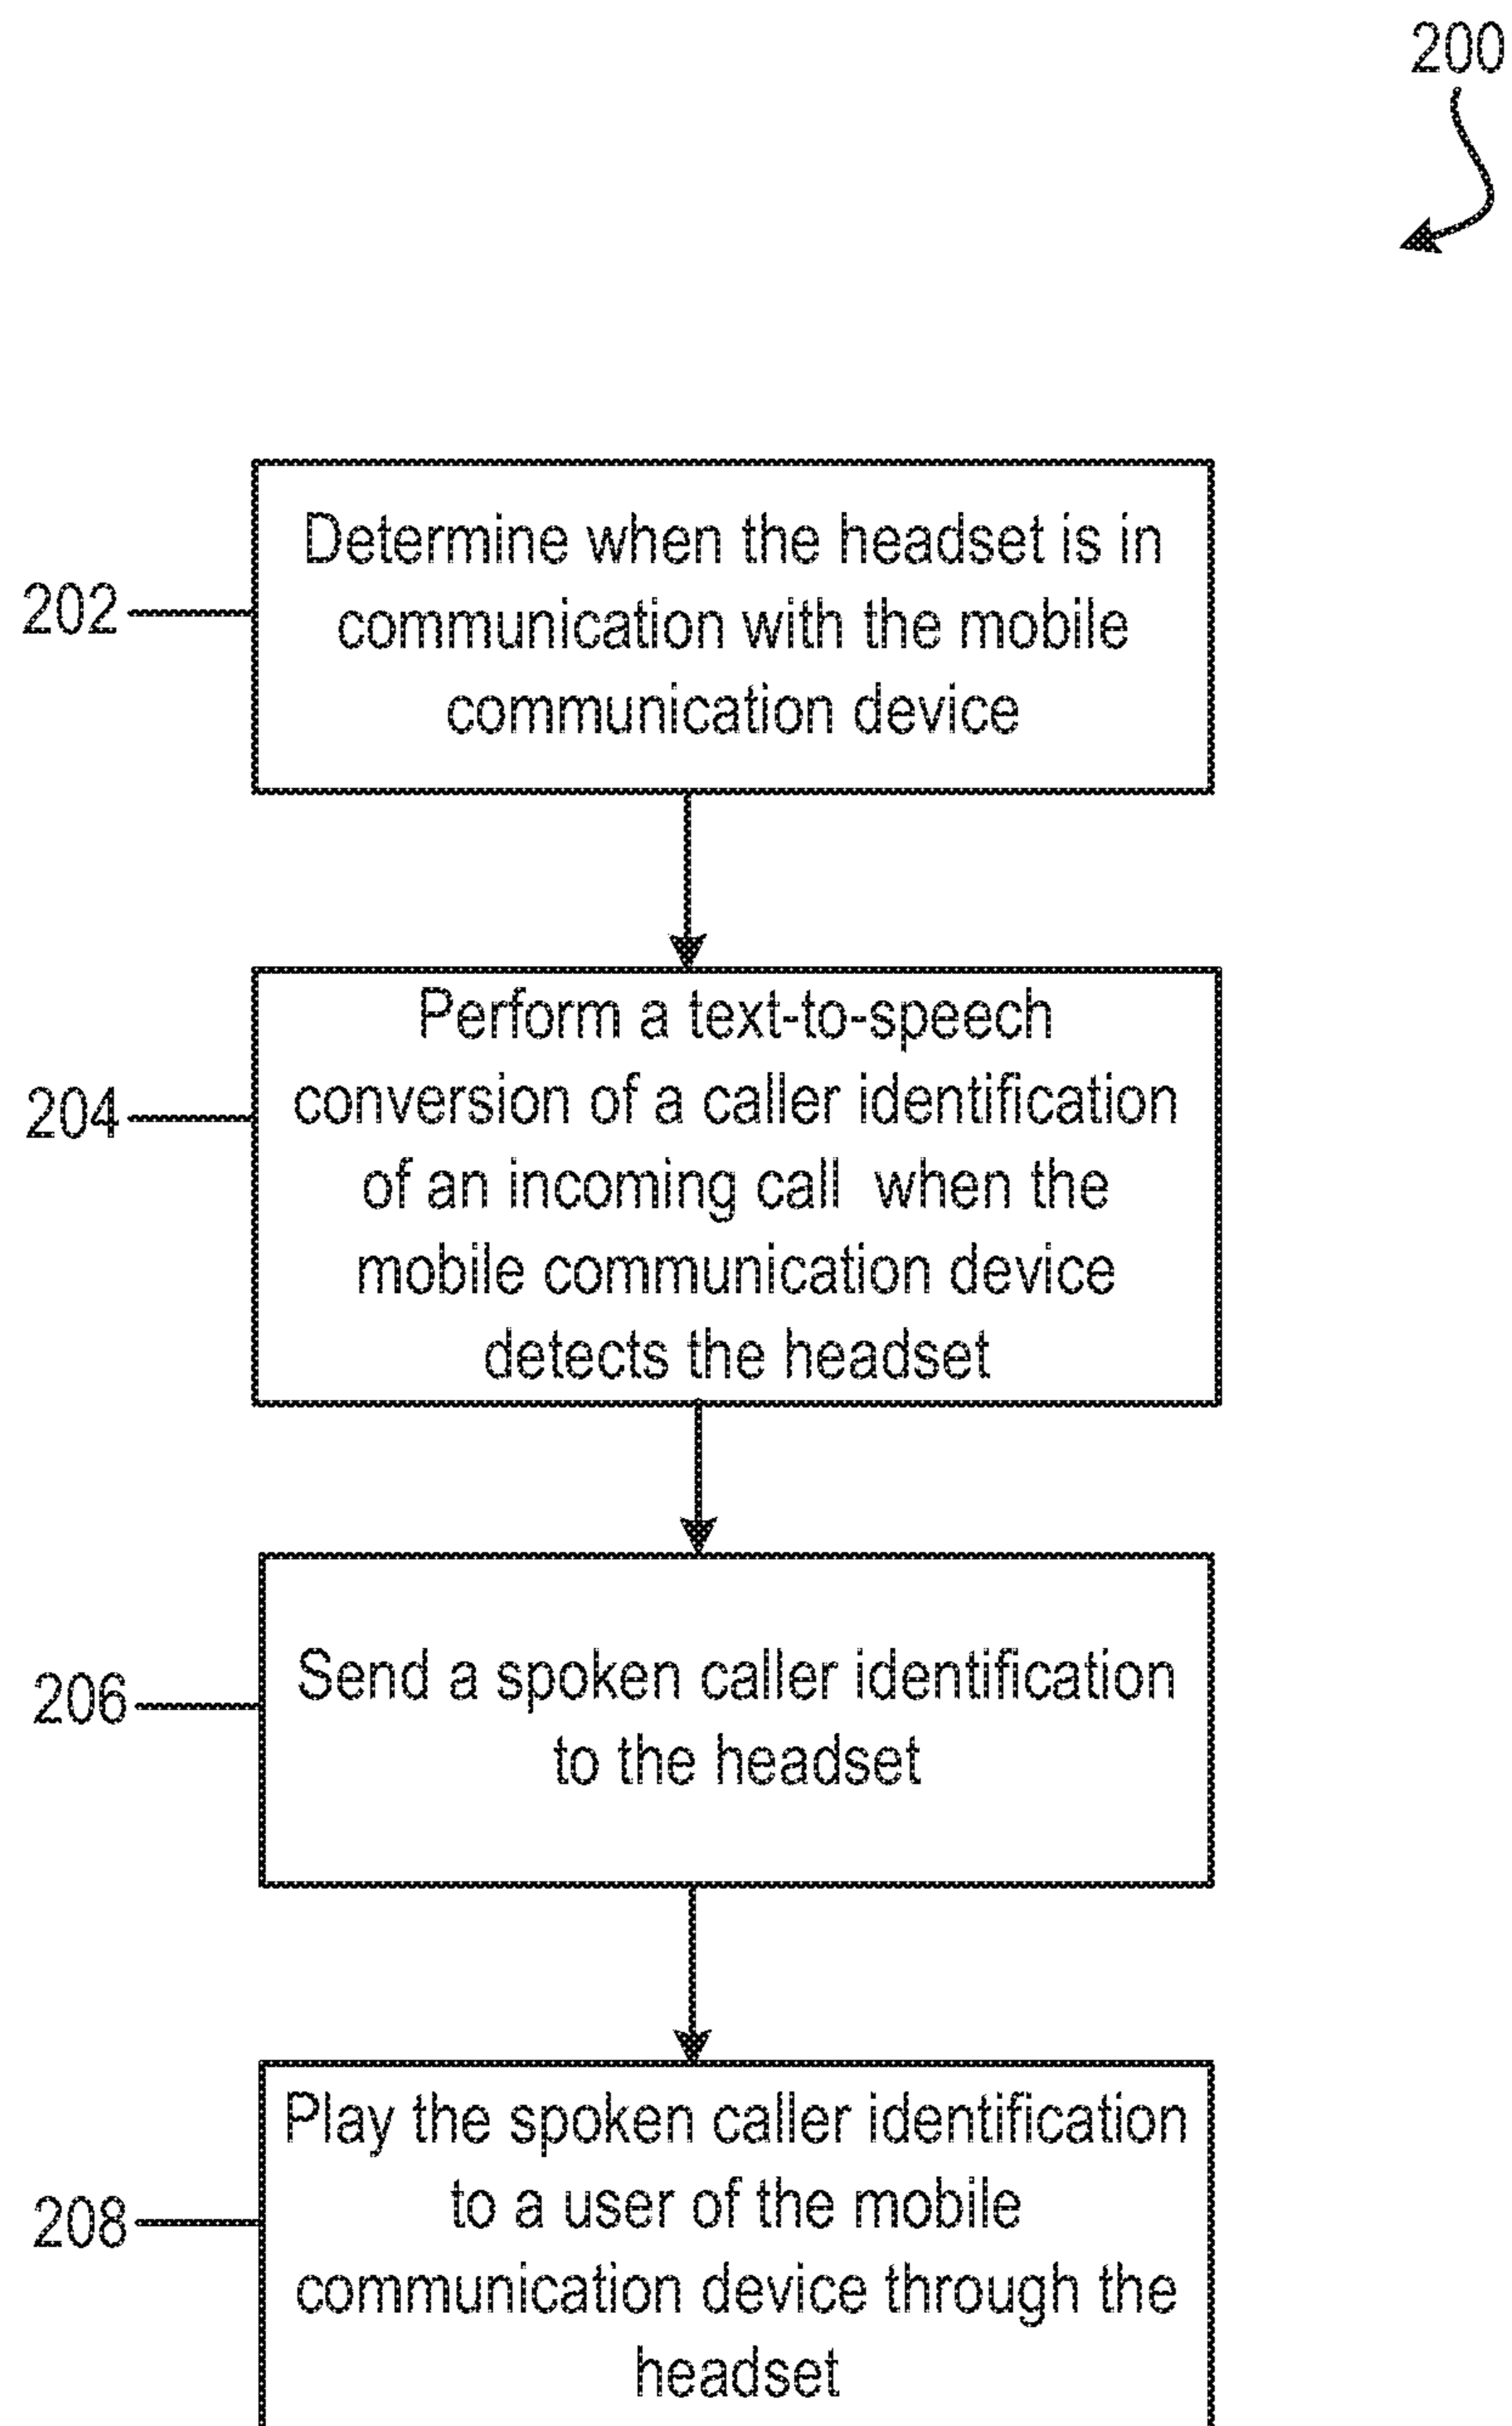 200
202
Determine when the headset is in
communication with the mobile
communication device
204
Perform a text-to-speech
conversion of a caller identification
of an incoming call when the
mobile communication device
detects the headset
206
Send a spoken caller identification
to the headset
208
Play the spoken caller identification
to a user of the mobile
communication device through the
headset